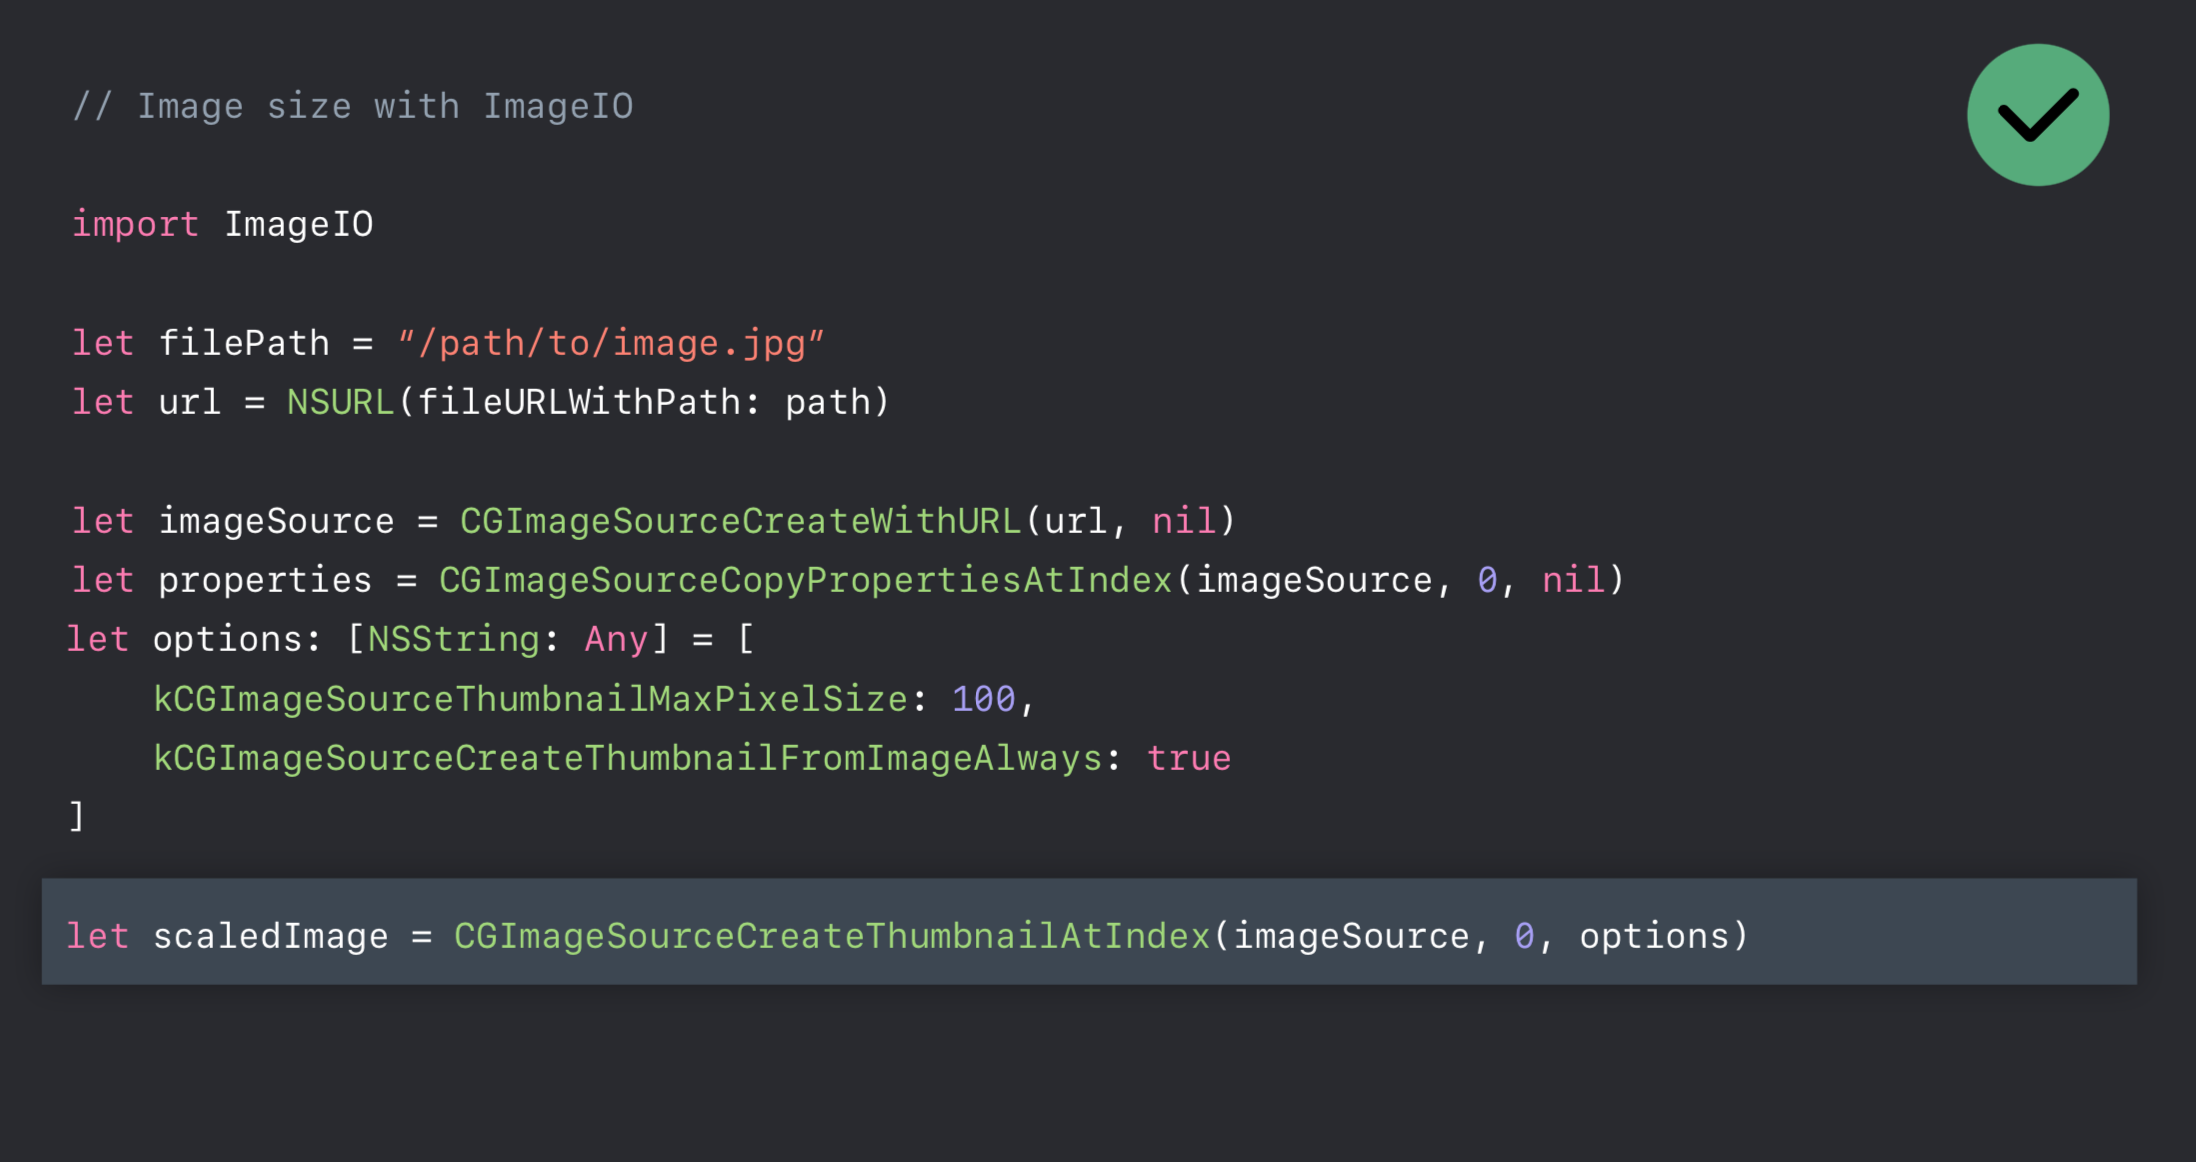 // Image size with ImageIO
import ImageIO
let filePath = “/path/to/image.jpg”
let url = NSURL(fileURLWithPath: path)
let imageSource = CGImageSourceCreateWithURL(url, nil)
let properties = CGImageSourceCopyPropertiesAtIndex(imageSource, 0, nil)
let options: [NSString: Any] = [
    kCGImageSourceThumbnailMaxPixelSize: 100,
    kCGImageSourceCreateThumbnailFromImageAlways: true
]
let scaledImage = CGImageSourceCreateThumbnailAtIndex(imageSource, 0, options)